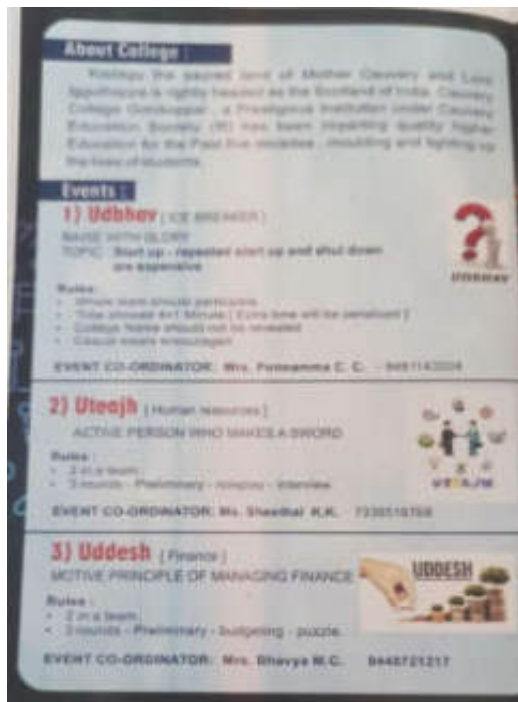 About College :
Kodagu the sacred land of Mother Cauvery and Lord
Igguthappa is rightly headed as the Scotland of India. Cauvery
College Gonikoppal, a Prestigious Institution under Cauvery
Education Society (R) has been imparting quality higher
Education for the Past five decades, moulding and lighting up
the lives of students.
Events :
1) Udbhav [ ICE BREAKER ]
RAISE WITH GLORY
TOPIC : Start up - repeated start up and shut down
are expensive
UDBHAV
Rules:
• Whole team should participate
• Time allowed 4+1 Minute [ Extra time will be penalised ]
• College Name should not be revealed
• Casual wears encouraged
EVENT CO-ORDINATOR: Mrs. Ponnamma C. C. -
2) Uteajh [ Human resources ]
ACTIVE PERSON WHO MAKES A SWORD
UTEAJH
Rules :
• 2 in a team
• 3 rounds - Preliminary - - interview
EVENT CO-ORDINATOR: Ms. Sheethal K.K.
3) Uddesh [ Finance ]
MOTIVE PRINCIPLE OF MANAGING FINANCE
UDDESH
Rules :
• 2 in a team
• 3 rounds - Preliminary - budgeting - puzzle.
EVENT CO-ORDINATOR: Mrs. Bhavya M.C. 9448721217